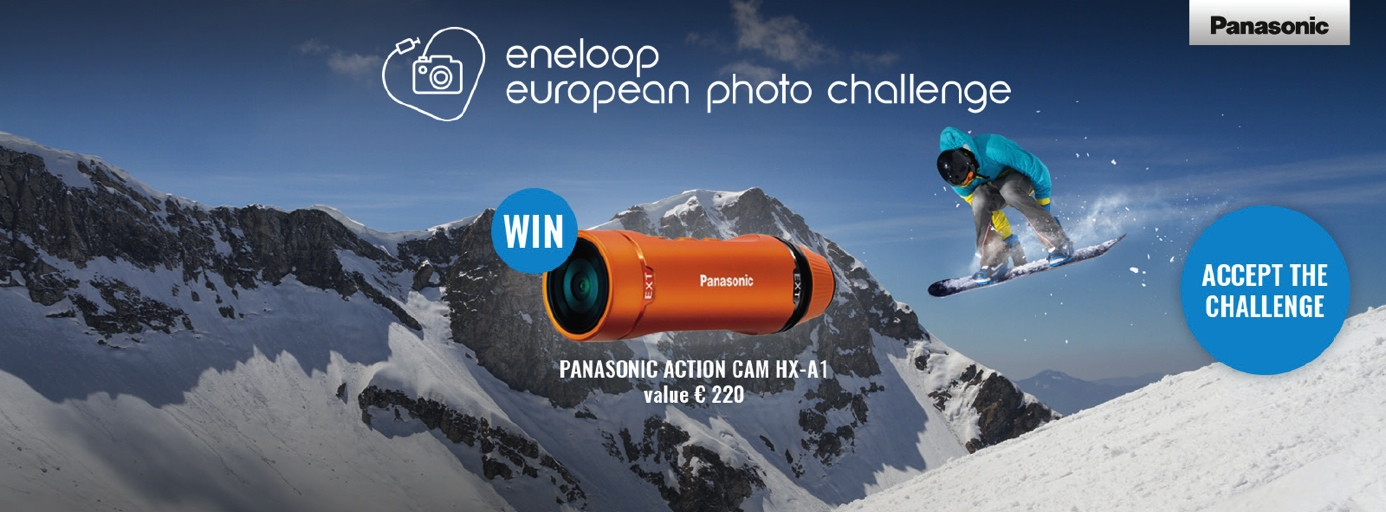 Panasonic
eneloop
european photo challenge
WIN
EXT
Panasonic
EXT
PANASONIC ACTION CAM HX-A1
value € 220
ACCEPT THE
CHALLENGE